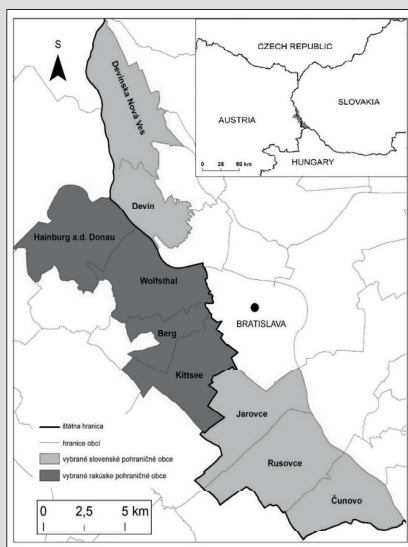 S
CZECH REPUBLIC
SLOVAKIA
AUSTRIA
HUNGARY
0 25 50 km
Devínska Nová Ves
Devín
Hainburg a.d. Donau
Wolfsthal
Berg
BRATISLAVA
Kittsee
Jarovce
Rusovce
Čunovo
štátna hranica
hranice obcí
vybrané slovenské pohraničné obce
vybrané rakúske pohraničné obce
0 2,5 5 km